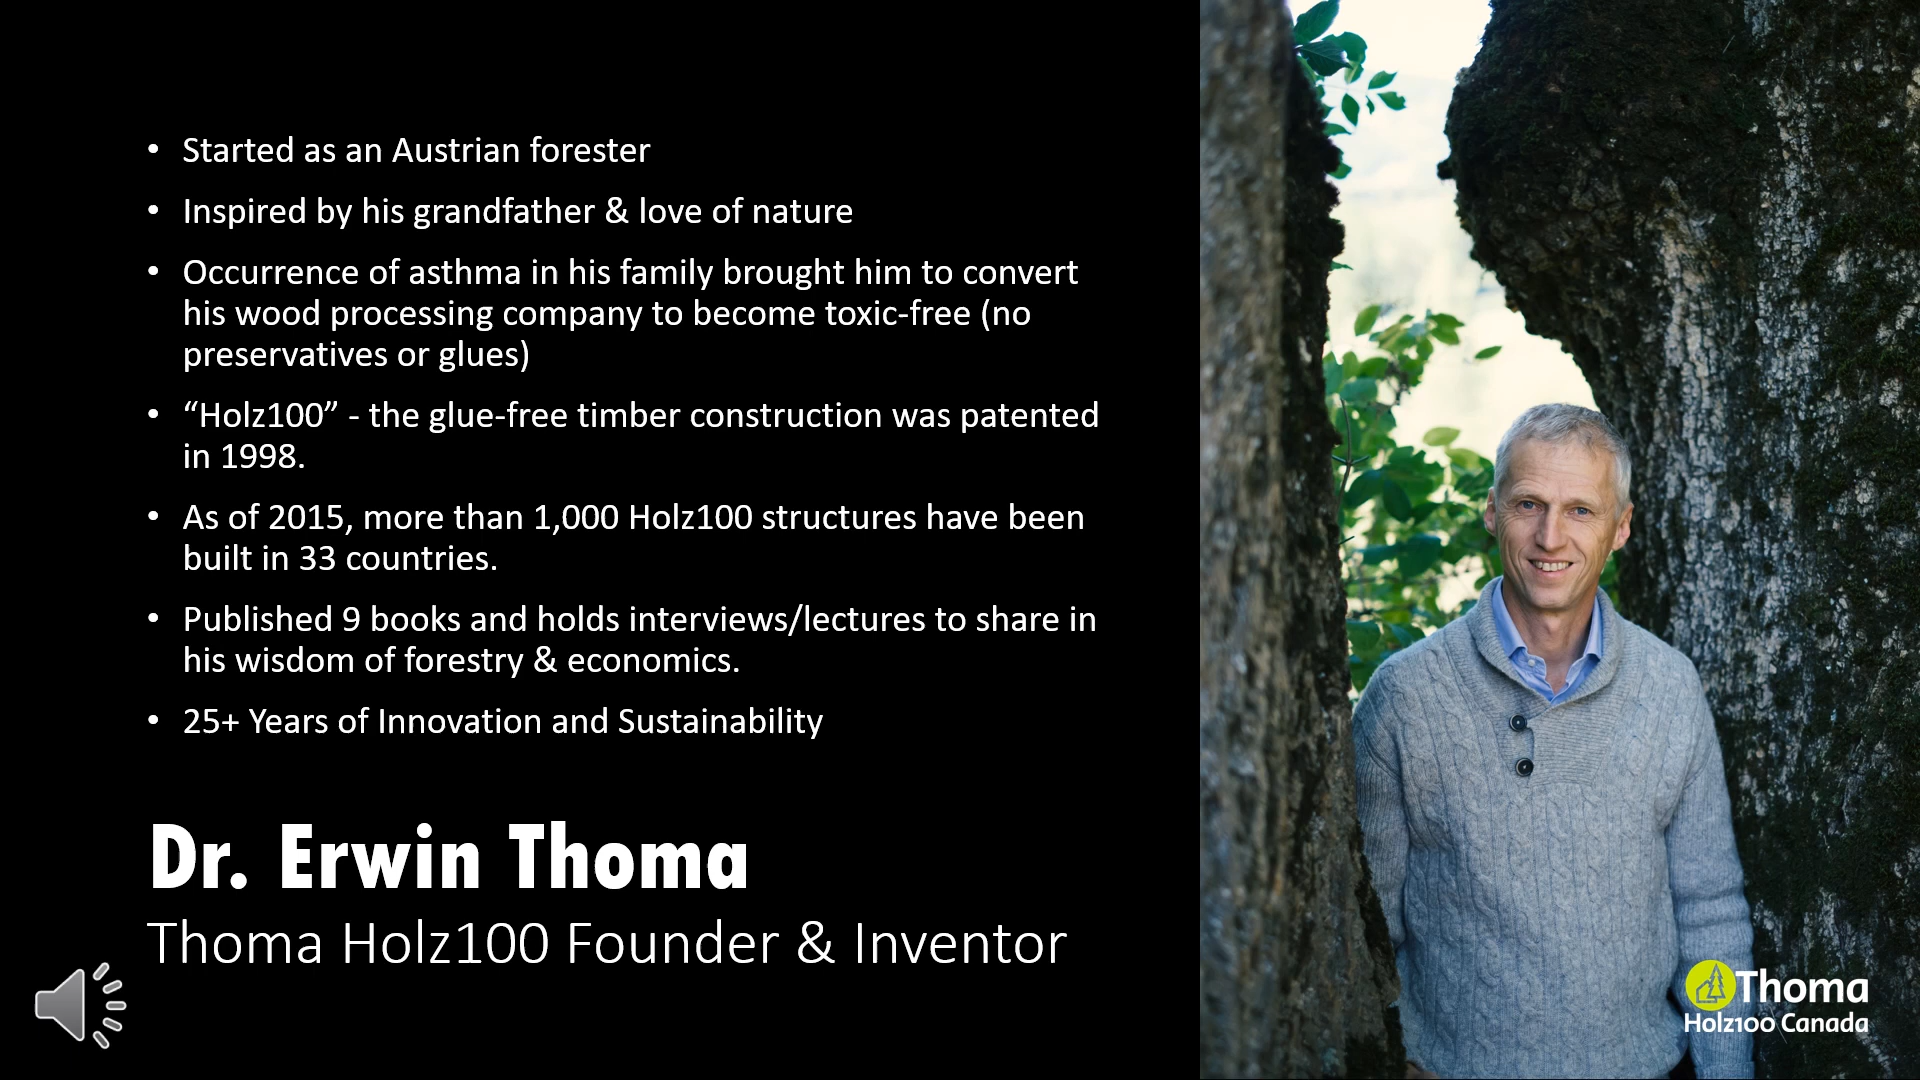 • Started as an Austrian forester
• Inspired by his grandfather & love of nature
• Occurrence of asthma in his family brought him to convert
his wood processing company to become toxic-free (no
preservatives or glues)
• “Holz100” - the glue-free timber construction was patented
in 1998.
• As of 2015, more than 1,000 Holz100 structures have been
built in 33 countries.
• Published 9 books and holds interviews/lectures to share in
his wisdom of forestry & economics.
• 25+ Years of Innovation and Sustainability
Dr. Erwin Thoma
Thoma Holz100 Founder & Inventor
Thoma
Holz100 Canada